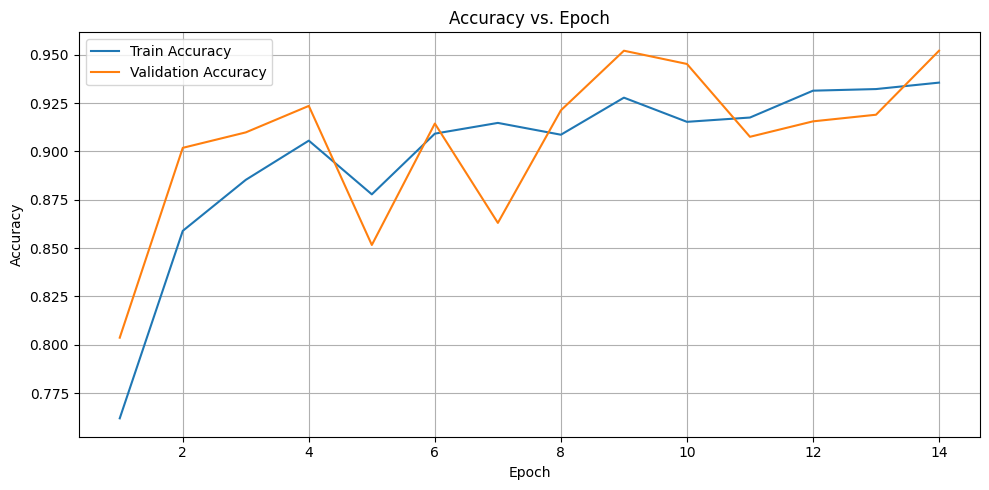 Accuracy vs. Epoch
Train Accuracy
Validation Accuracy
0.950
0.925
0.900
0.875
0.850
0.825
0.800
0.775
Accuracy
2 4 6 8 10 12 14
Epoch